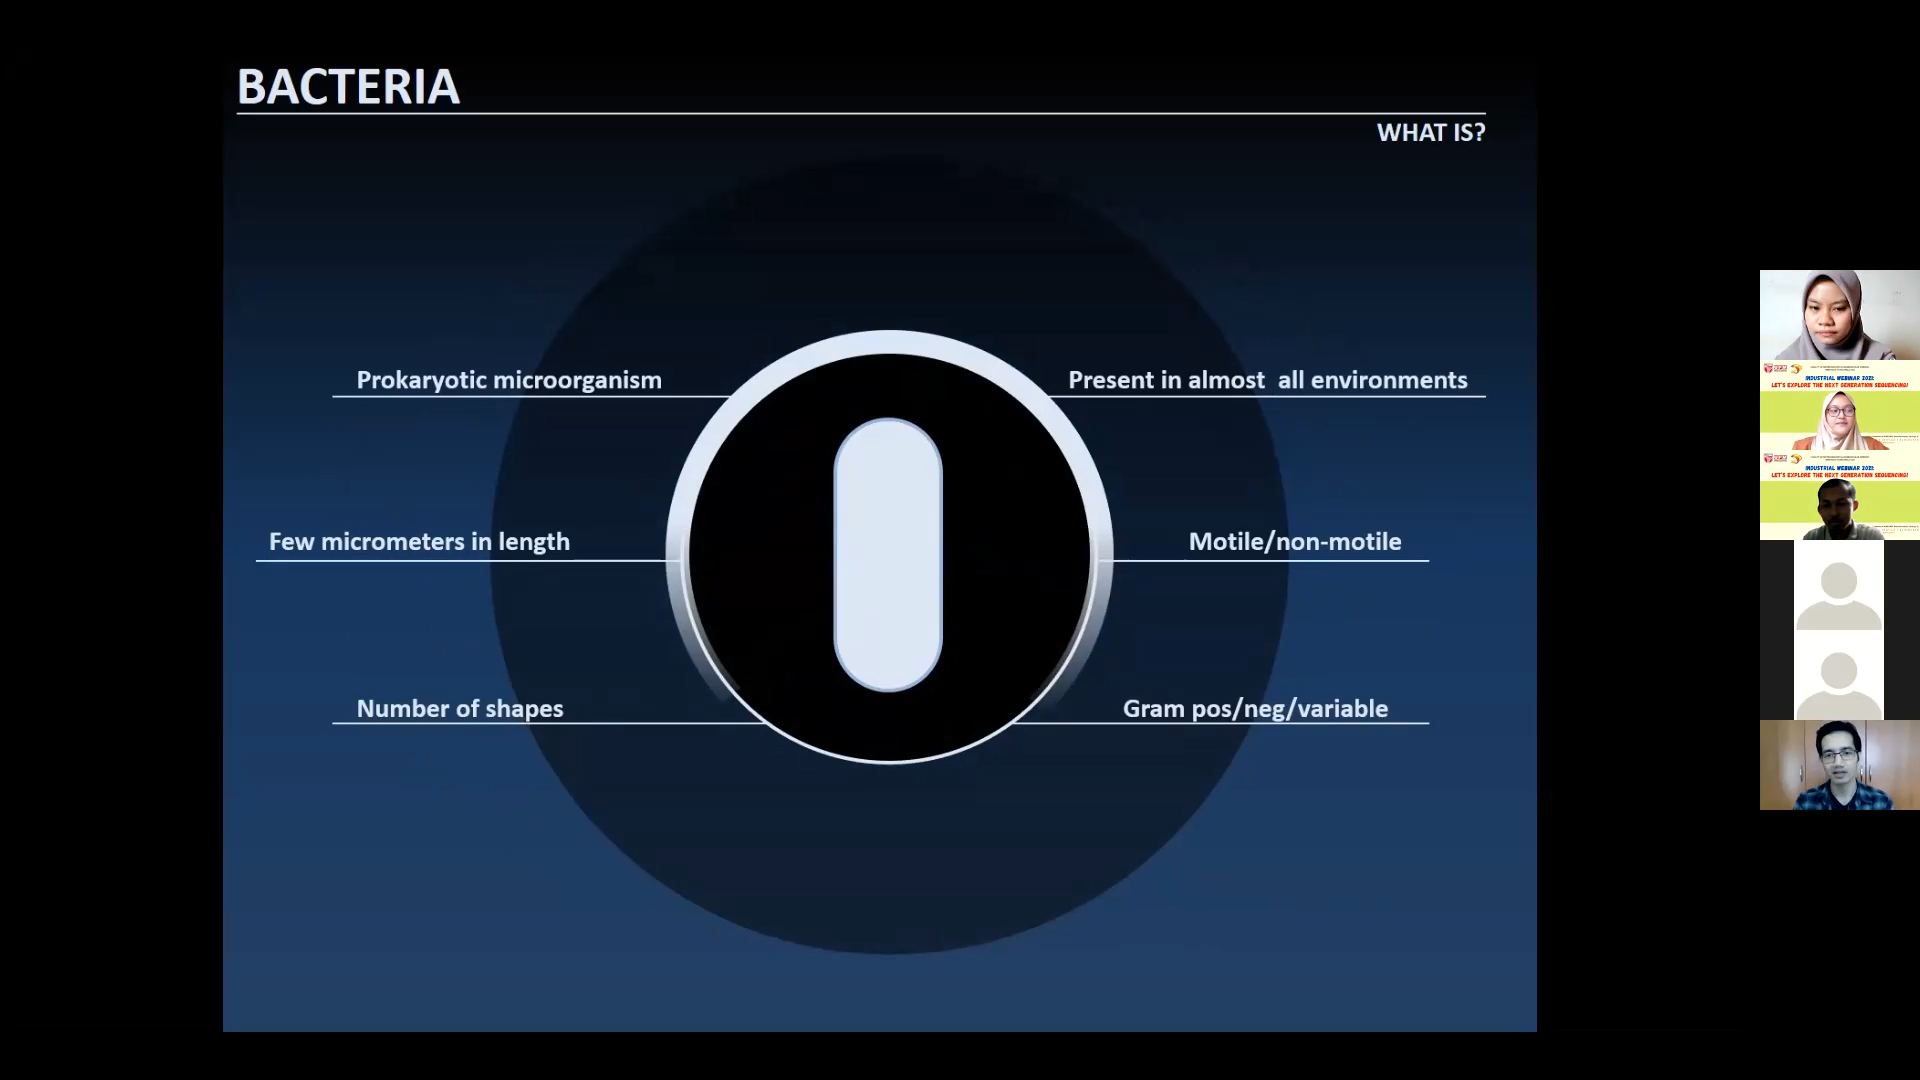 BACTERIA
WHAT IS?
Prokaryotic microorganism
Present in almost all environments
Few micrometers in length
Motile/non-motile
Number of shapes
Gram pos/neg/variable
INDUSTRIAL WEBINAR 2021:
LET'S EXPLORE THE NEXT GENERATION SEQUENCING!
INDUSTRIAL WEBINAR 2021:
LET'S EXPLORE THE NEXT GENERATION SEQUENCING!